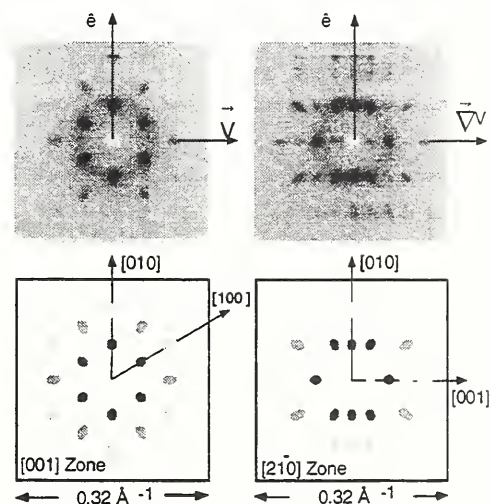 ê
ê
V
∇V
[010]
[010]
[100]
[001]
[001] Zone
[21̄0] Zone
0.32 Å -1
0.32 Å -1